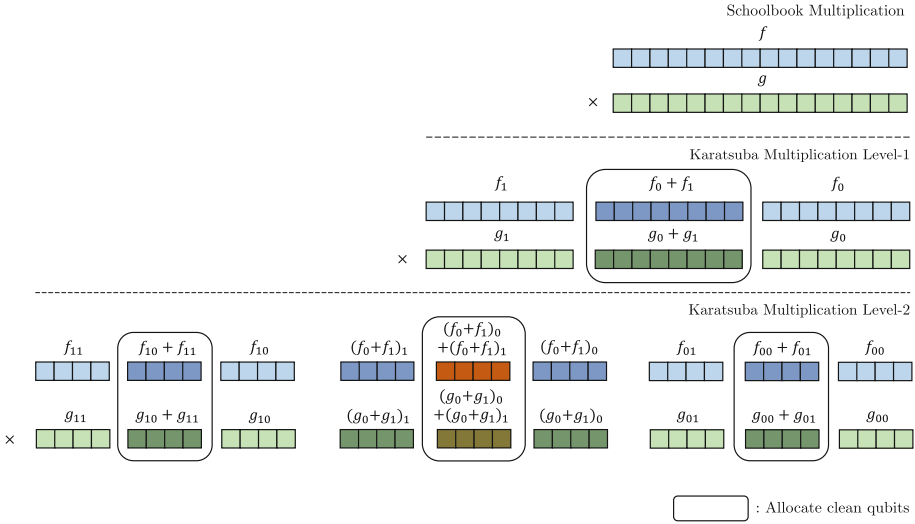 Schoolbook Multiplication
f
g
×
Karatsuba Multiplication Level-1
f₁ f₀ + f₁ f₀
g₁ g₀ + g₁ g₀
×
Karatsuba Multiplication Level-2
f₁₁ f₁₀ + f₁₁ f₁₀ (f₀+f₁)₁ (f₀+f₁)₀ +(f₀+f₁)₁ (f₀+f₁)₀ f₀₁ f₀₀ + f₀₁ f₀₀
g₁₁ g₁₀ + g₁₁ g₁₀ (g₀+g₁)₁ (g₀+g₁)₀ +(g₀+g₁)₁ (g₀+g₁)₀ g₀₁ g₀₀ + g₀₁ g₀₀
×
: Allocate clean qubits